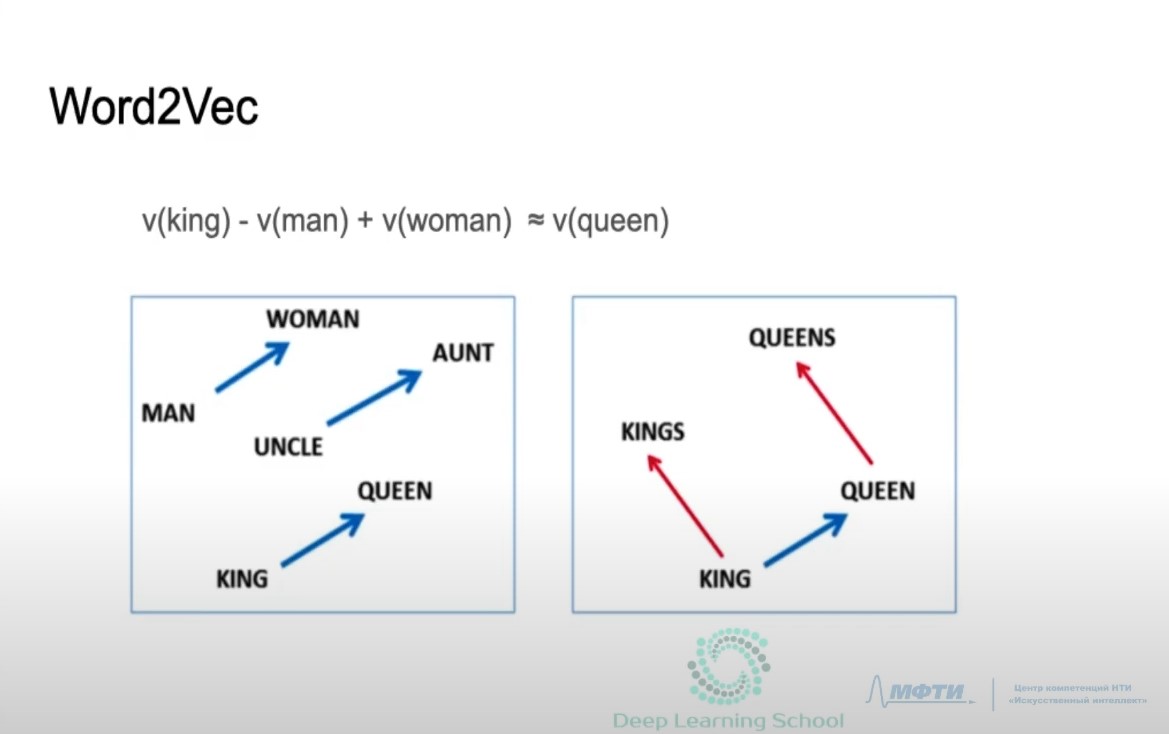 Word2Vec
v(king) - v(man) + v(woman) ≈ v(queen)
WOMAN
AUNT
MAN
UNCLE
QUEEN
KING
QUEENS
KINGS
QUEEN
KING
Deep Learning School
МФТИ
Центр компетенций НТИ
«Искусственный интеллект»